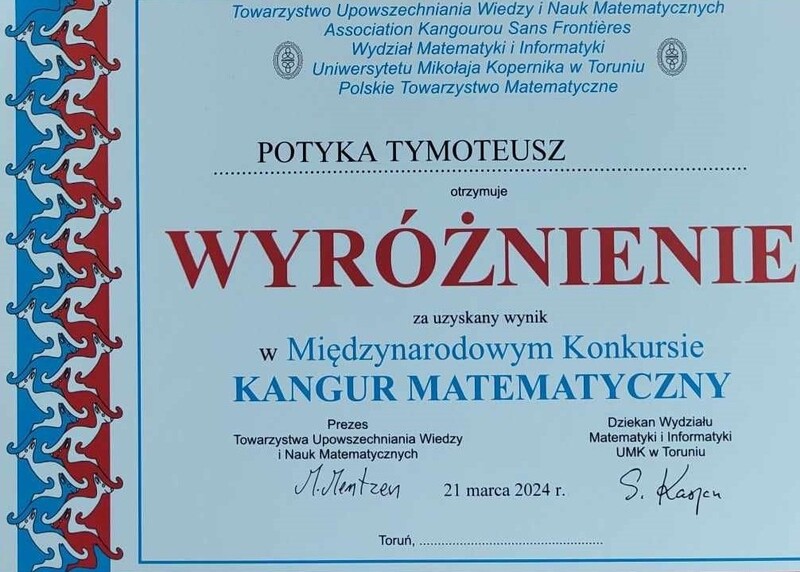 Towarzystwo Upowszechniania Wiedzy i Nauk Matematycznych
Association Kangourou Sans Frontières
Wydział Matematyki i Informatyki
Uniwersytetu Mikołaja Kopernika w Toruniu
Polskie Towarzystwo Matematyczne
POTYKA TYMOTEUSZ
otrzymuje
WYRÓŻNIENIE
za uzyskany wynik
w Międzynarodowym Konkursie
KANGUR MATEMATYCZNY
Prezes
Towarzystwa Upowszechniania Wiedzy
i Nauk Matematycznych
M. Mentzen
Dziekan Wydziału
Matematyki i Informatyki
UMK w Toruniu
21 marca 2024 r.
Toruń, ................................................